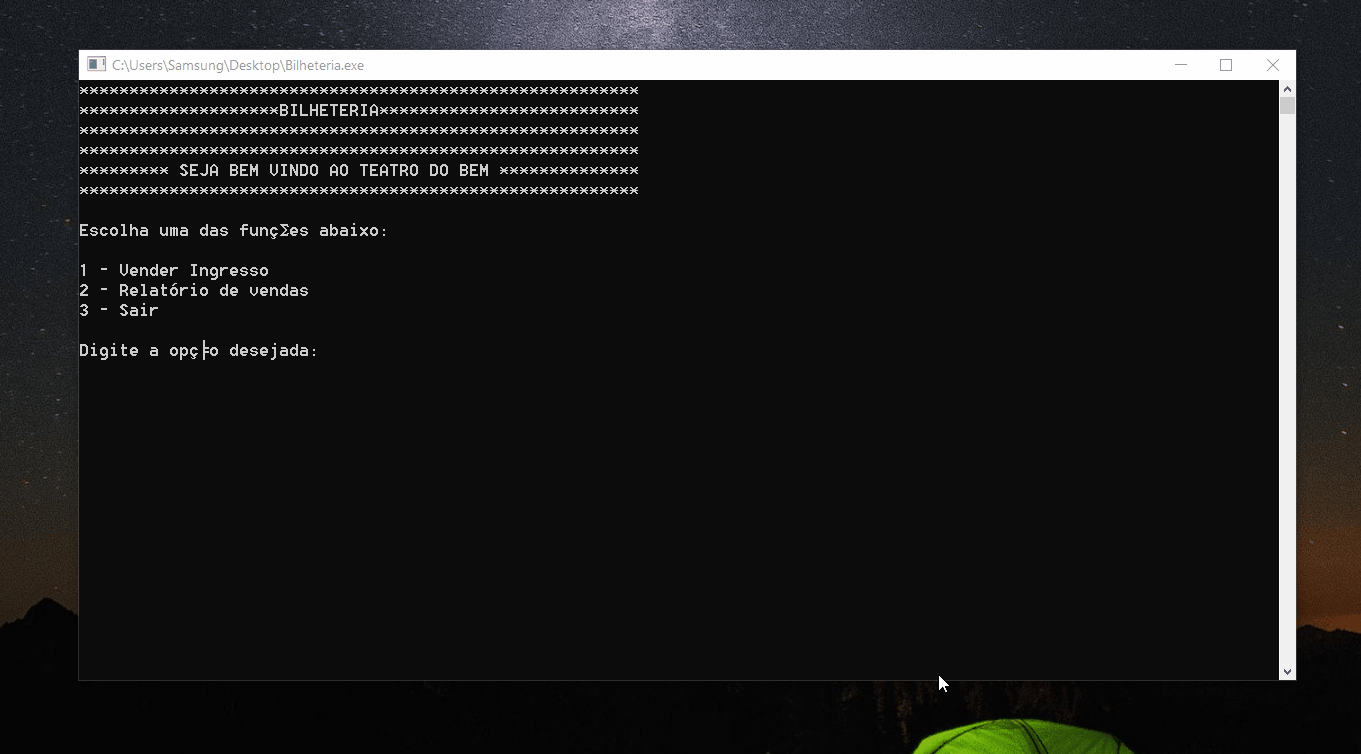 C:\Users\Samsung\Desktop\Bilheteria.exe
********************************************************
********************BILHETERIA**************************
********************************************************
********************************************************
********* SEJA BEM VINDO AO TEATRO DO BEM **************
********************************************************
Escolha uma das funçΣes abaixo:
1 - Vender Ingresso
2 - Relatório de vendas
3 - Sair
Digite a opç├o desejada: